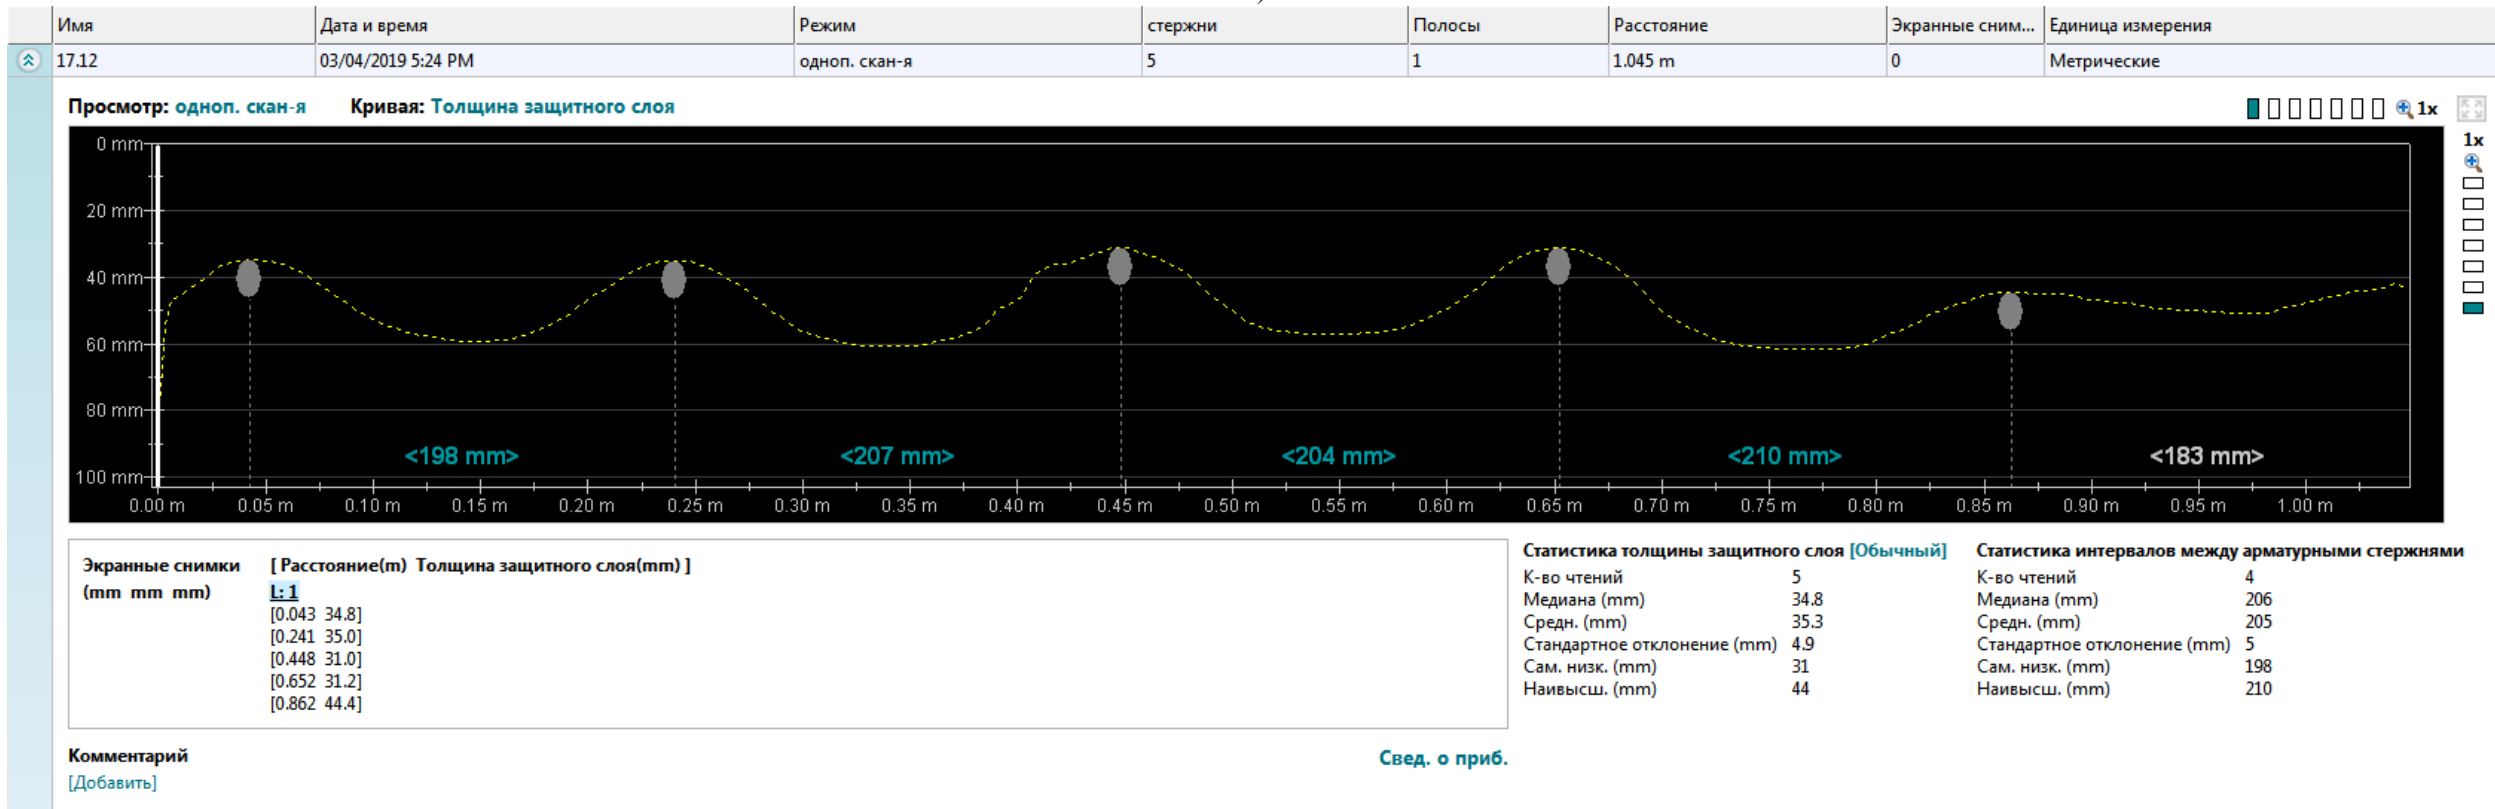 Имя Дата и время Режим стержни Полосы Расстояние Экранные сним... Единица измерения
17.12 03/04/2019 5:24 PM одноп. скан-я 5 1 1.045 m 0 Метрические
Просмотр: одноп. скан-я Кривая: Толщина защитного слоя 1x
1x
0 mm
20 mm
40 mm
60 mm
80 mm
<198 mm> <207 mm> <204 mm> <210 mm> <183 mm>
100 mm
0.00 m 0.05 m 0.10 m 0.15 m 0.20 m 0.25 m 0.30 m 0.35 m 0.40 m 0.45 m 0.50 m 0.55 m 0.60 m 0.65 m 0.70 m 0.75 m 0.80 m 0.85 m 0.90 m 0.95 m 1.00 m
Экранные снимки [ Расстояние(m) Толщина защитного слоя(mm) ]
(mm mm mm) L: 1
[0.043 34.8]
[0.241 35.0]
[0.448 31.0]
[0.652 31.2]
[0.862 44.4]
Статистика толщины защитного слоя [Обычный]
К-во чтений 5
Медиана (mm) 34.8
Средн. (mm) 35.3
Стандартное отклонение (mm) 4.9
Сам. низк. (mm) 31
Наивысш. (mm) 44
Статистика интервалов между арматурными стержнями
К-во чтений 4
Медиана (mm) 206
Средн. (mm) 205
Стандартное отклонение (mm) 5
Сам. низк. (mm) 198
Наивысш. (mm) 210
Комментарий Свед. о приб.
[Добавить]